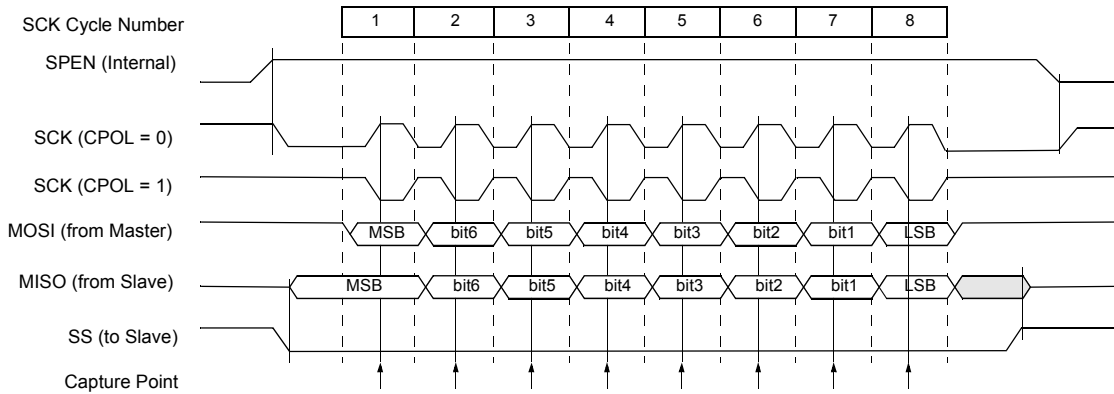 SCK Cycle Number 1 2 3 4 5 6 7 8
SPEN (Internal)
SCK (CPOL = 0)
SCK (CPOL = 1)
MOSI (from Master) MSB bit6 bit5 bit4 bit3 bit2 bit1 LSB
MISO (from Slave) MSB bit6 bit5 bit4 bit3 bit2 bit1 LSB
SS (to Slave)
Capture Point